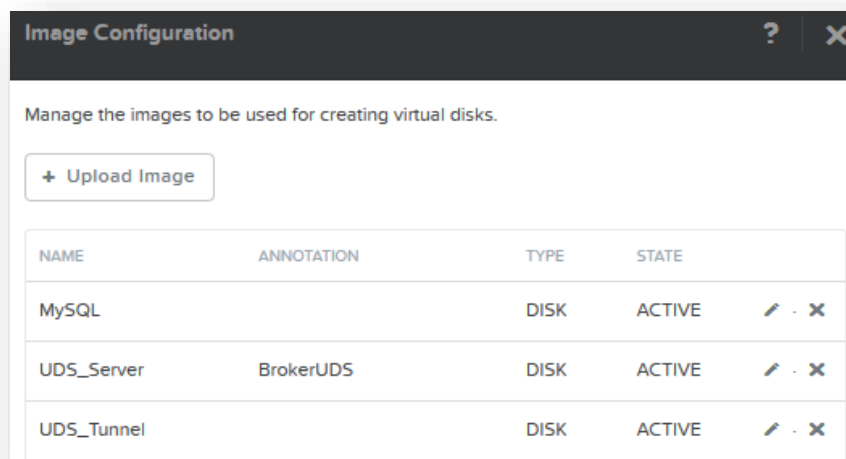 Image Configuration ? ×
Manage the images to be used for creating virtual disks.
+ Upload Image
NAME ANNOTATION TYPE STATE
MySQL DISK ACTIVE
UDS_Server BrokerUDS DISK ACTIVE
UDS_Tunnel DISK ACTIVE